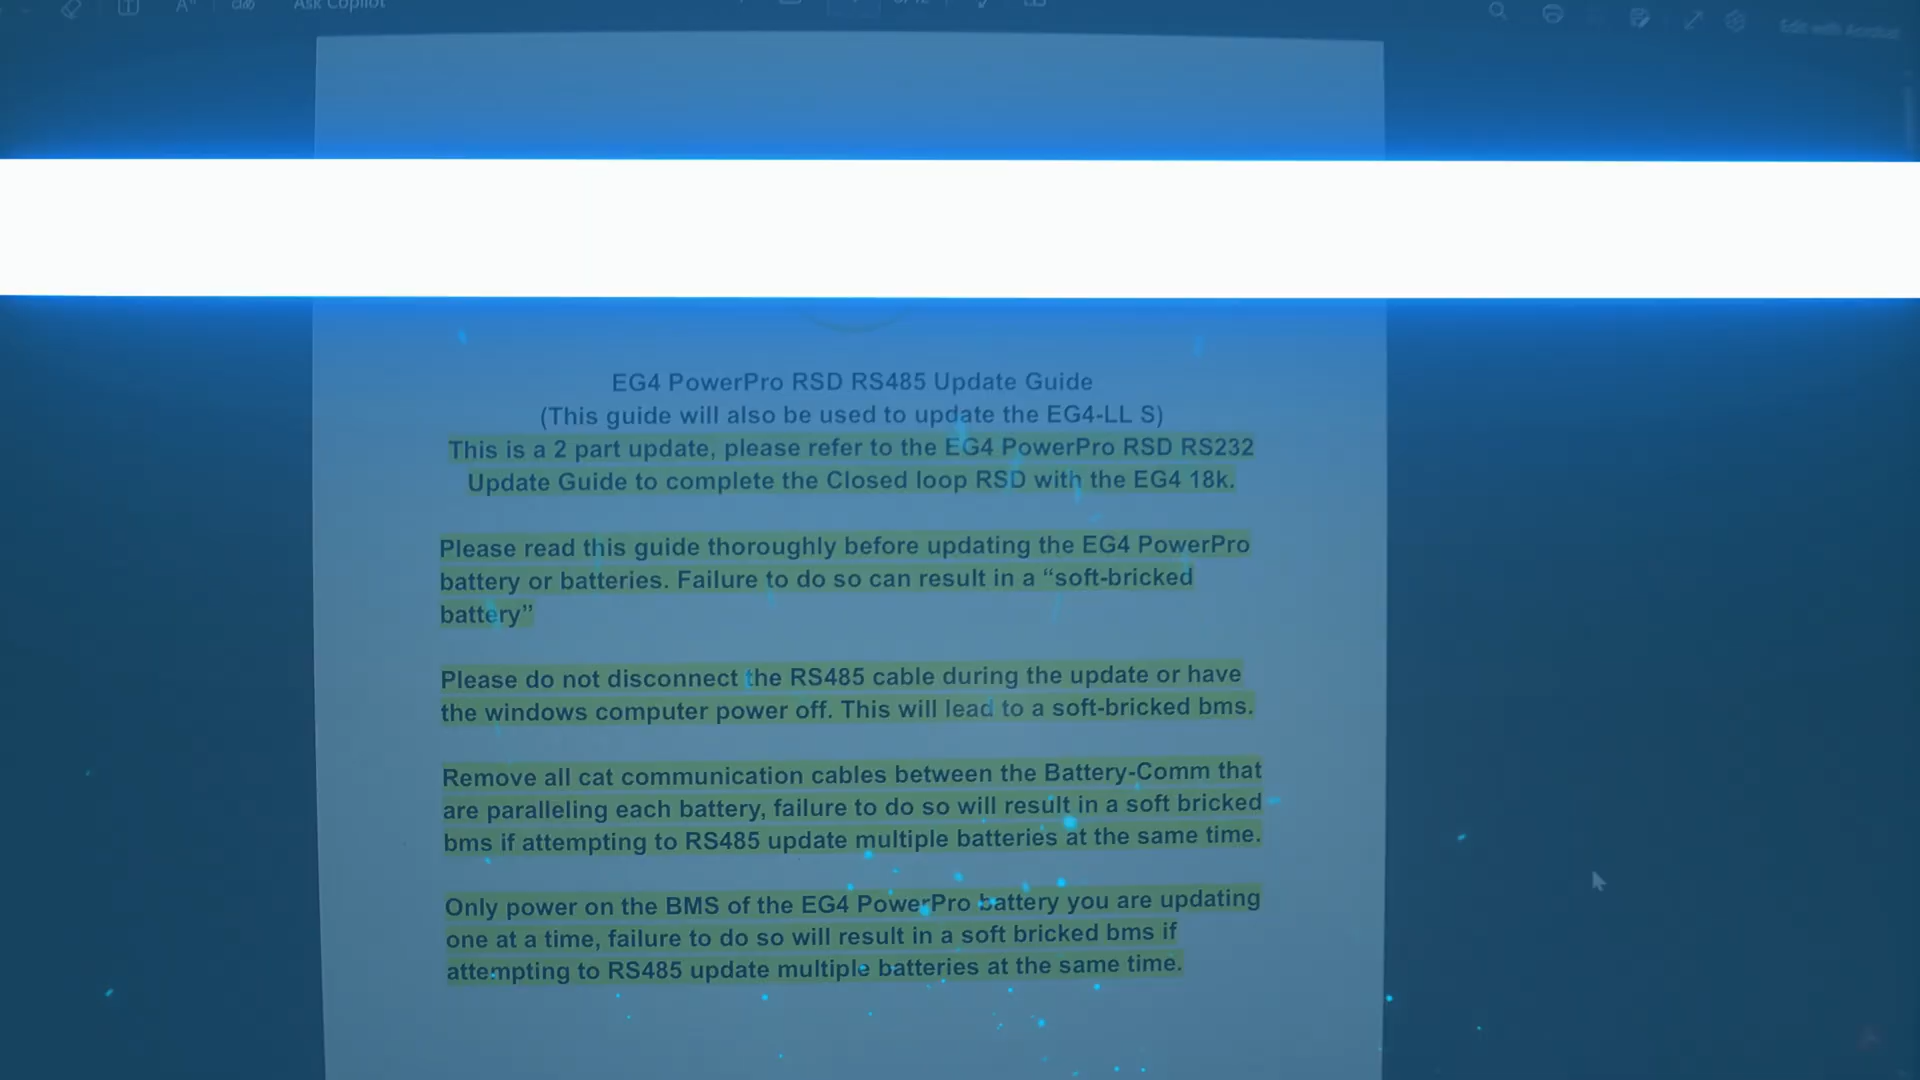 Ask Copilot
Edit with Acrobat
EG4 PowerPro RSD RS485 Update Guide
(This guide will also be used to update the EG4-LL S)
This is a 2 part update, please refer to the EG4 PowerPro RSD RS232
Update Guide to complete the Closed loop RSD with the EG4 18k.
Please read this guide thoroughly before updating the EG4 PowerPro
battery or batteries. Failure to do so can result in a “soft-bricked
battery”
Please do not disconnect the RS485 cable during the update or have
the windows computer power off. This will lead to a soft-bricked bms.
Remove all cat communication cables between the Battery-Comm that
are paralleling each battery, failure to do so will result in a soft bricked
bms if attempting to RS485 update multiple batteries at the same time.
Only power on the BMS of the EG4 PowerPro battery you are updating
one at a time, failure to do so will result in a soft bricked bms if
attempting to RS485 update multiple batteries at the same time.